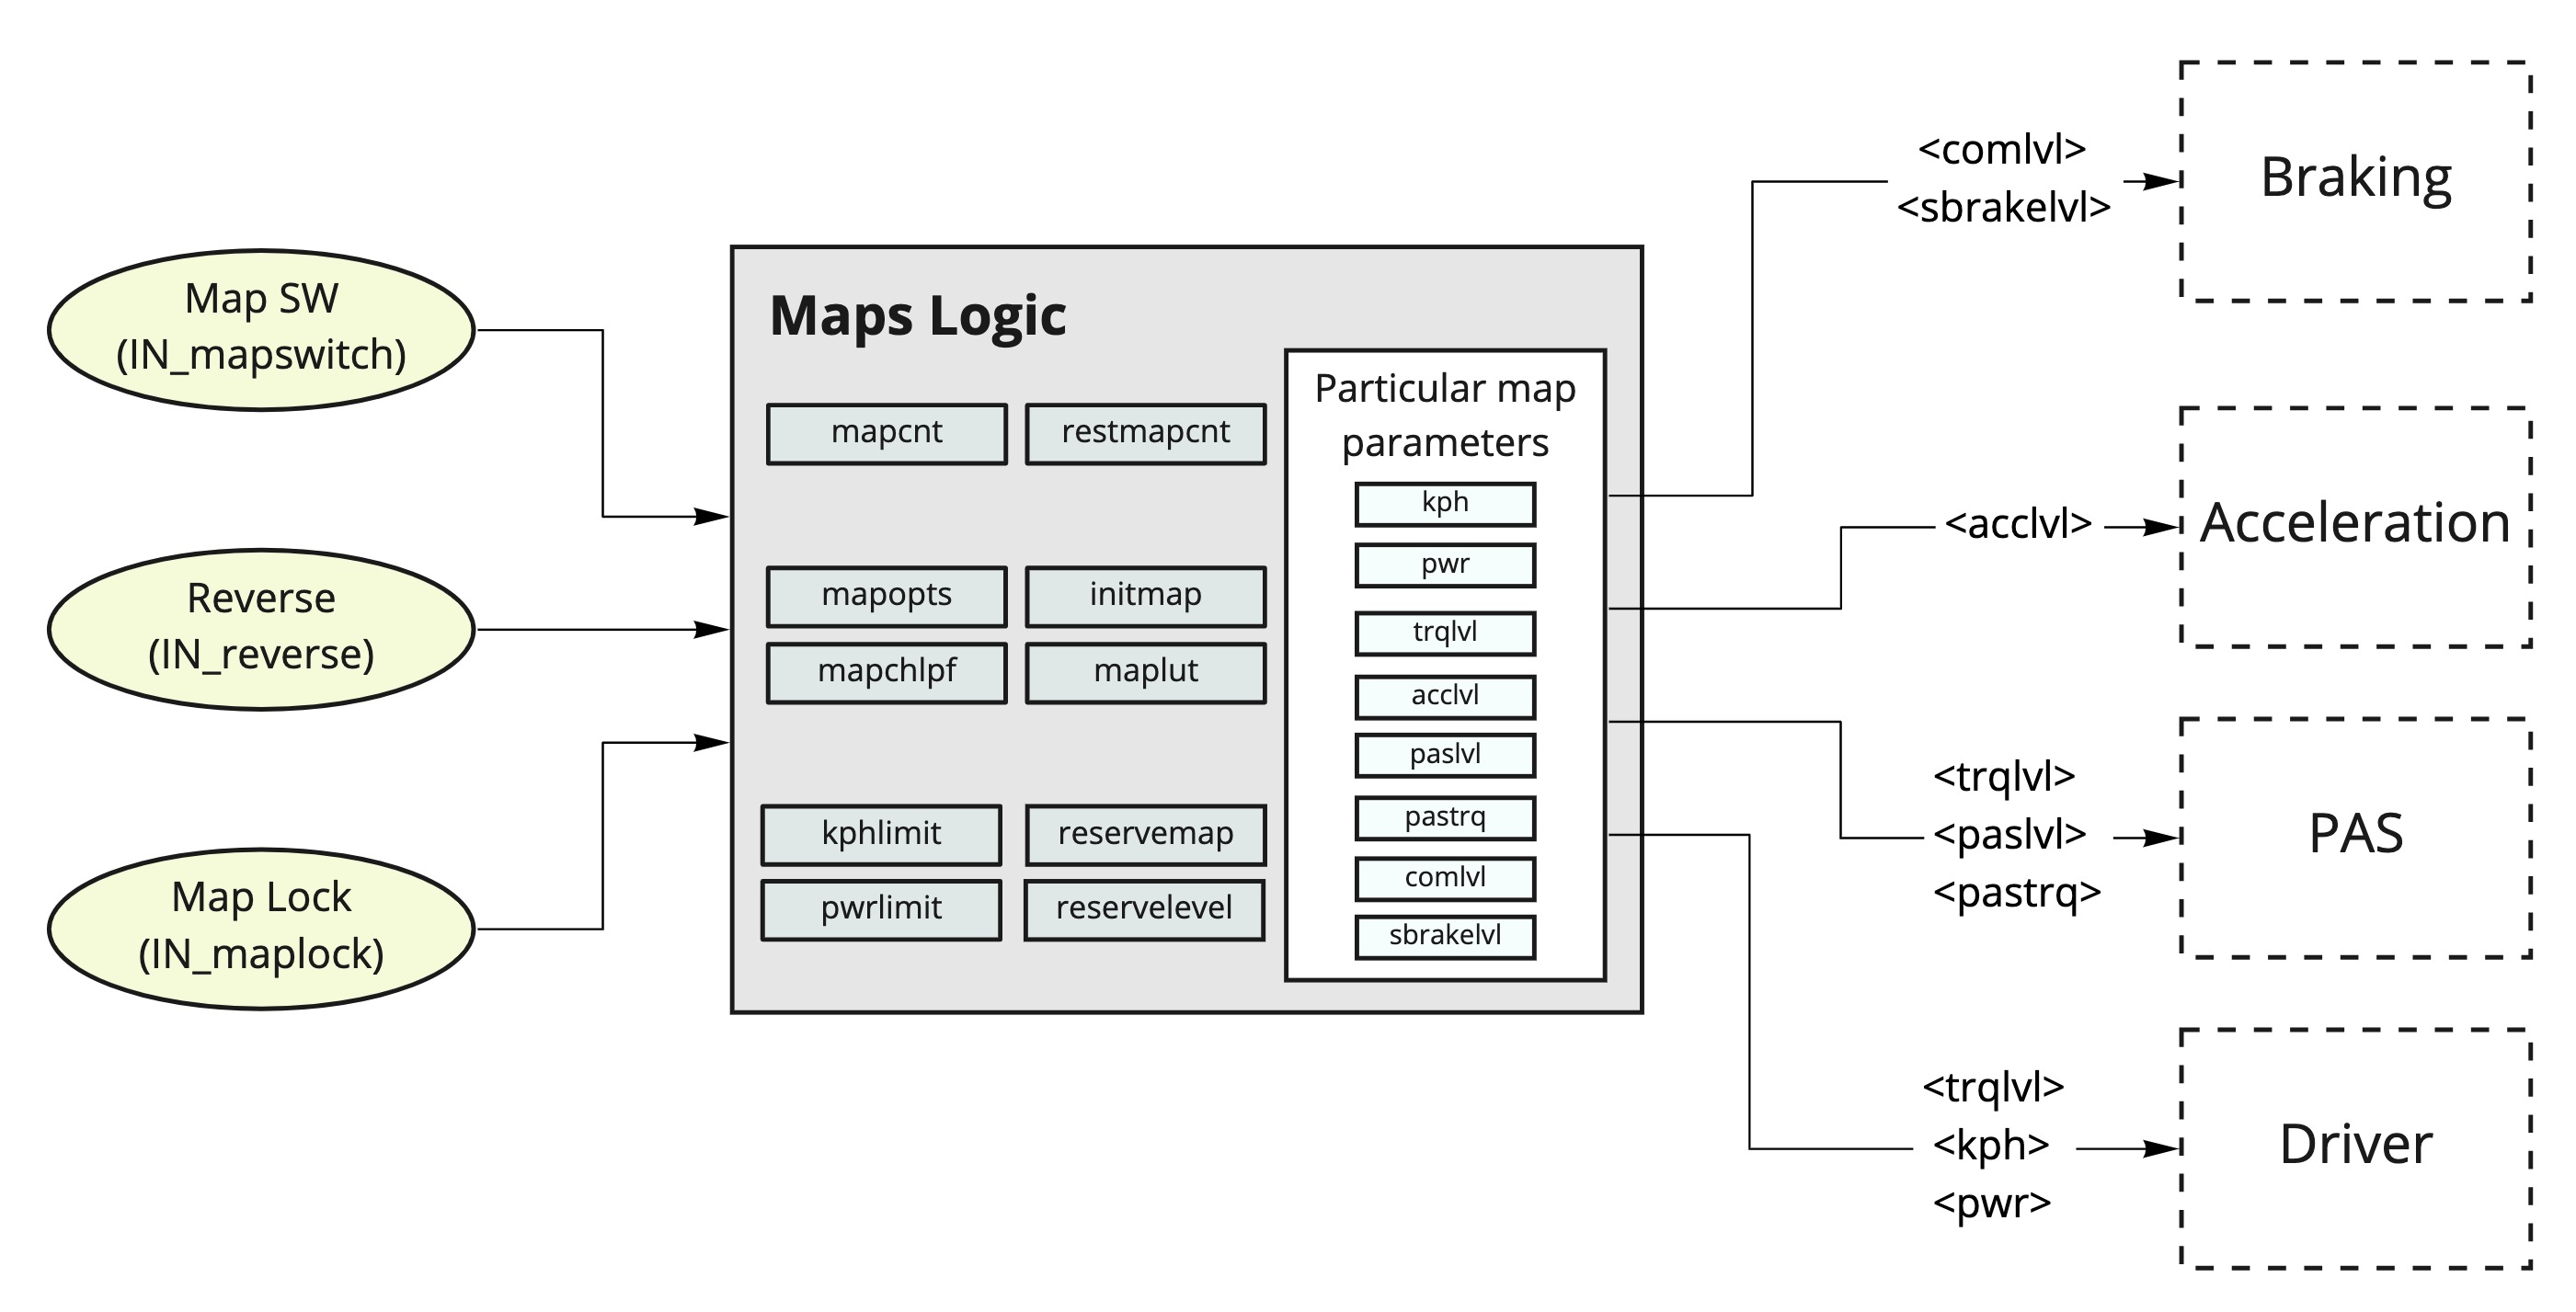 Map SW
(IN_mapswitch)
Reverse
(IN_reverse)
Map Lock
(IN_maplock)
Maps Logic
mapcnt
restmapcnt
mapopts
initmap
mapchlpf
maplut
kphlimit
reservemap
pwrlimit
reservelevel
Particular map
parameters
kph
pwr
trqlvl
acclvl
paslvl
pastrq
comlvl
sbrakelvl
<comlvl>
<sbrakelvl>
Braking
<acclvl>
Acceleration
<trqlvl>
<paslvl>
<pastrq>
PAS
<trqlvl>
<kph>
<pwr>
Driver